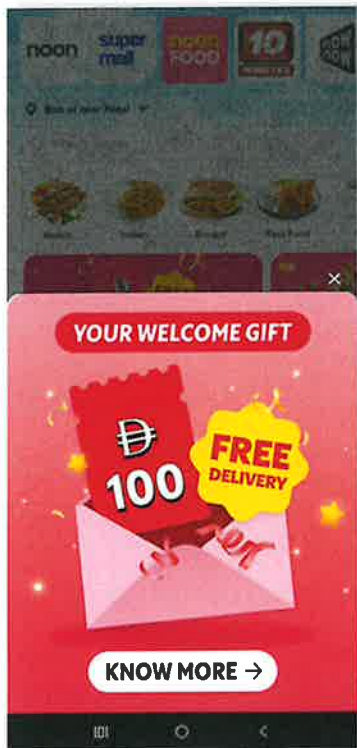 noon
super
mall
noon
FOOD
10
MINUTES
YOUR WELCOME GIFT
100
FREE
DELIVERY
KNOW MORE →